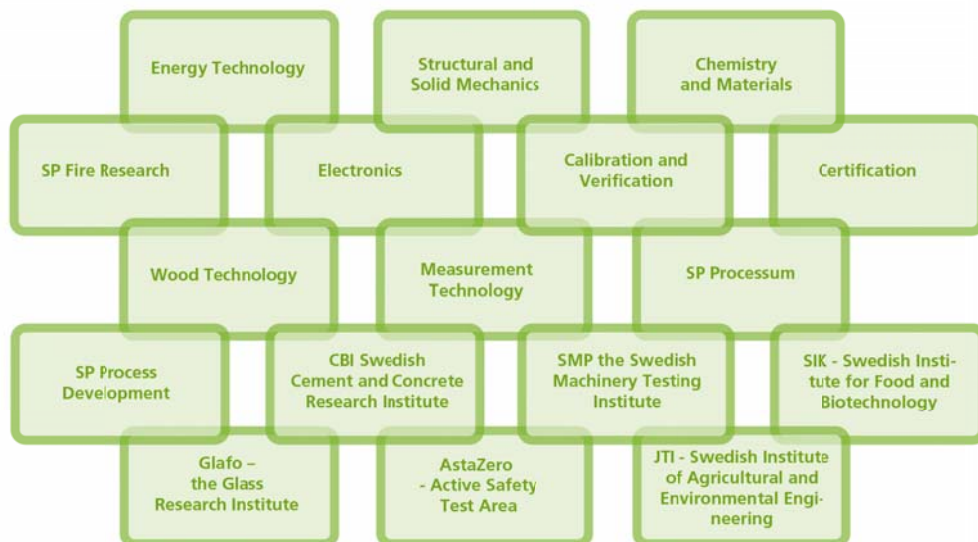 Energy Technology
Structural and
Solid Mechanics
Chemistry
and Materials
SP Fire Research
Electronics
Calibration and
Verification
Certification
Wood Technology
Measurement
Technology
SP Processum
SP Process
Development
CBI Swedish
Cement and Concrete
Research Institute
SMP the Swedish
Machinery Testing
Institute
SIK - Swedish Insti-
tute for Food and
Biotechnology
Glafo –
the Glass
Research Institute
AstaZero
- Active Safety
Test Area
JTI - Swedish Institute
of Agricultural and
Environmental Engi-
neering